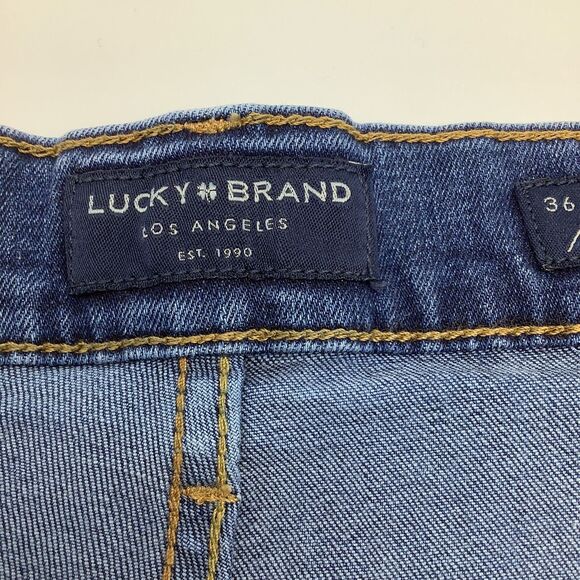 LUCKY BRAND
LOS ANGELES
EST. 1990
36
/